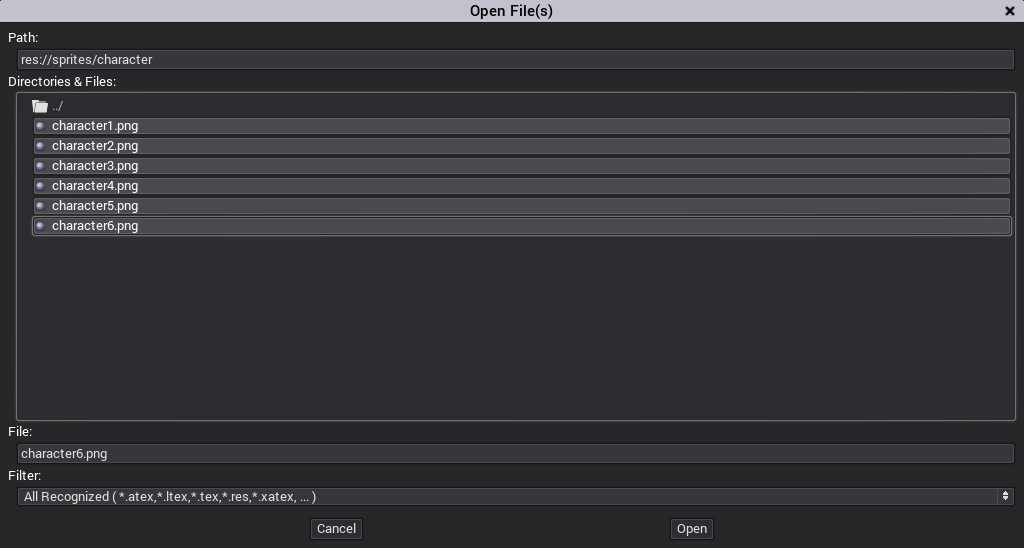 Open File(s)
Path:
res://sprites/character
Directories & Files:
../
character1.png
character2.png
character3.png
character4.png
character5.png
character6.png
File:
character6.png
Filter:
All Recognized ( *.atex,*.ltex,*.tex,*.res,*.xatex, ... )
Cancel Open